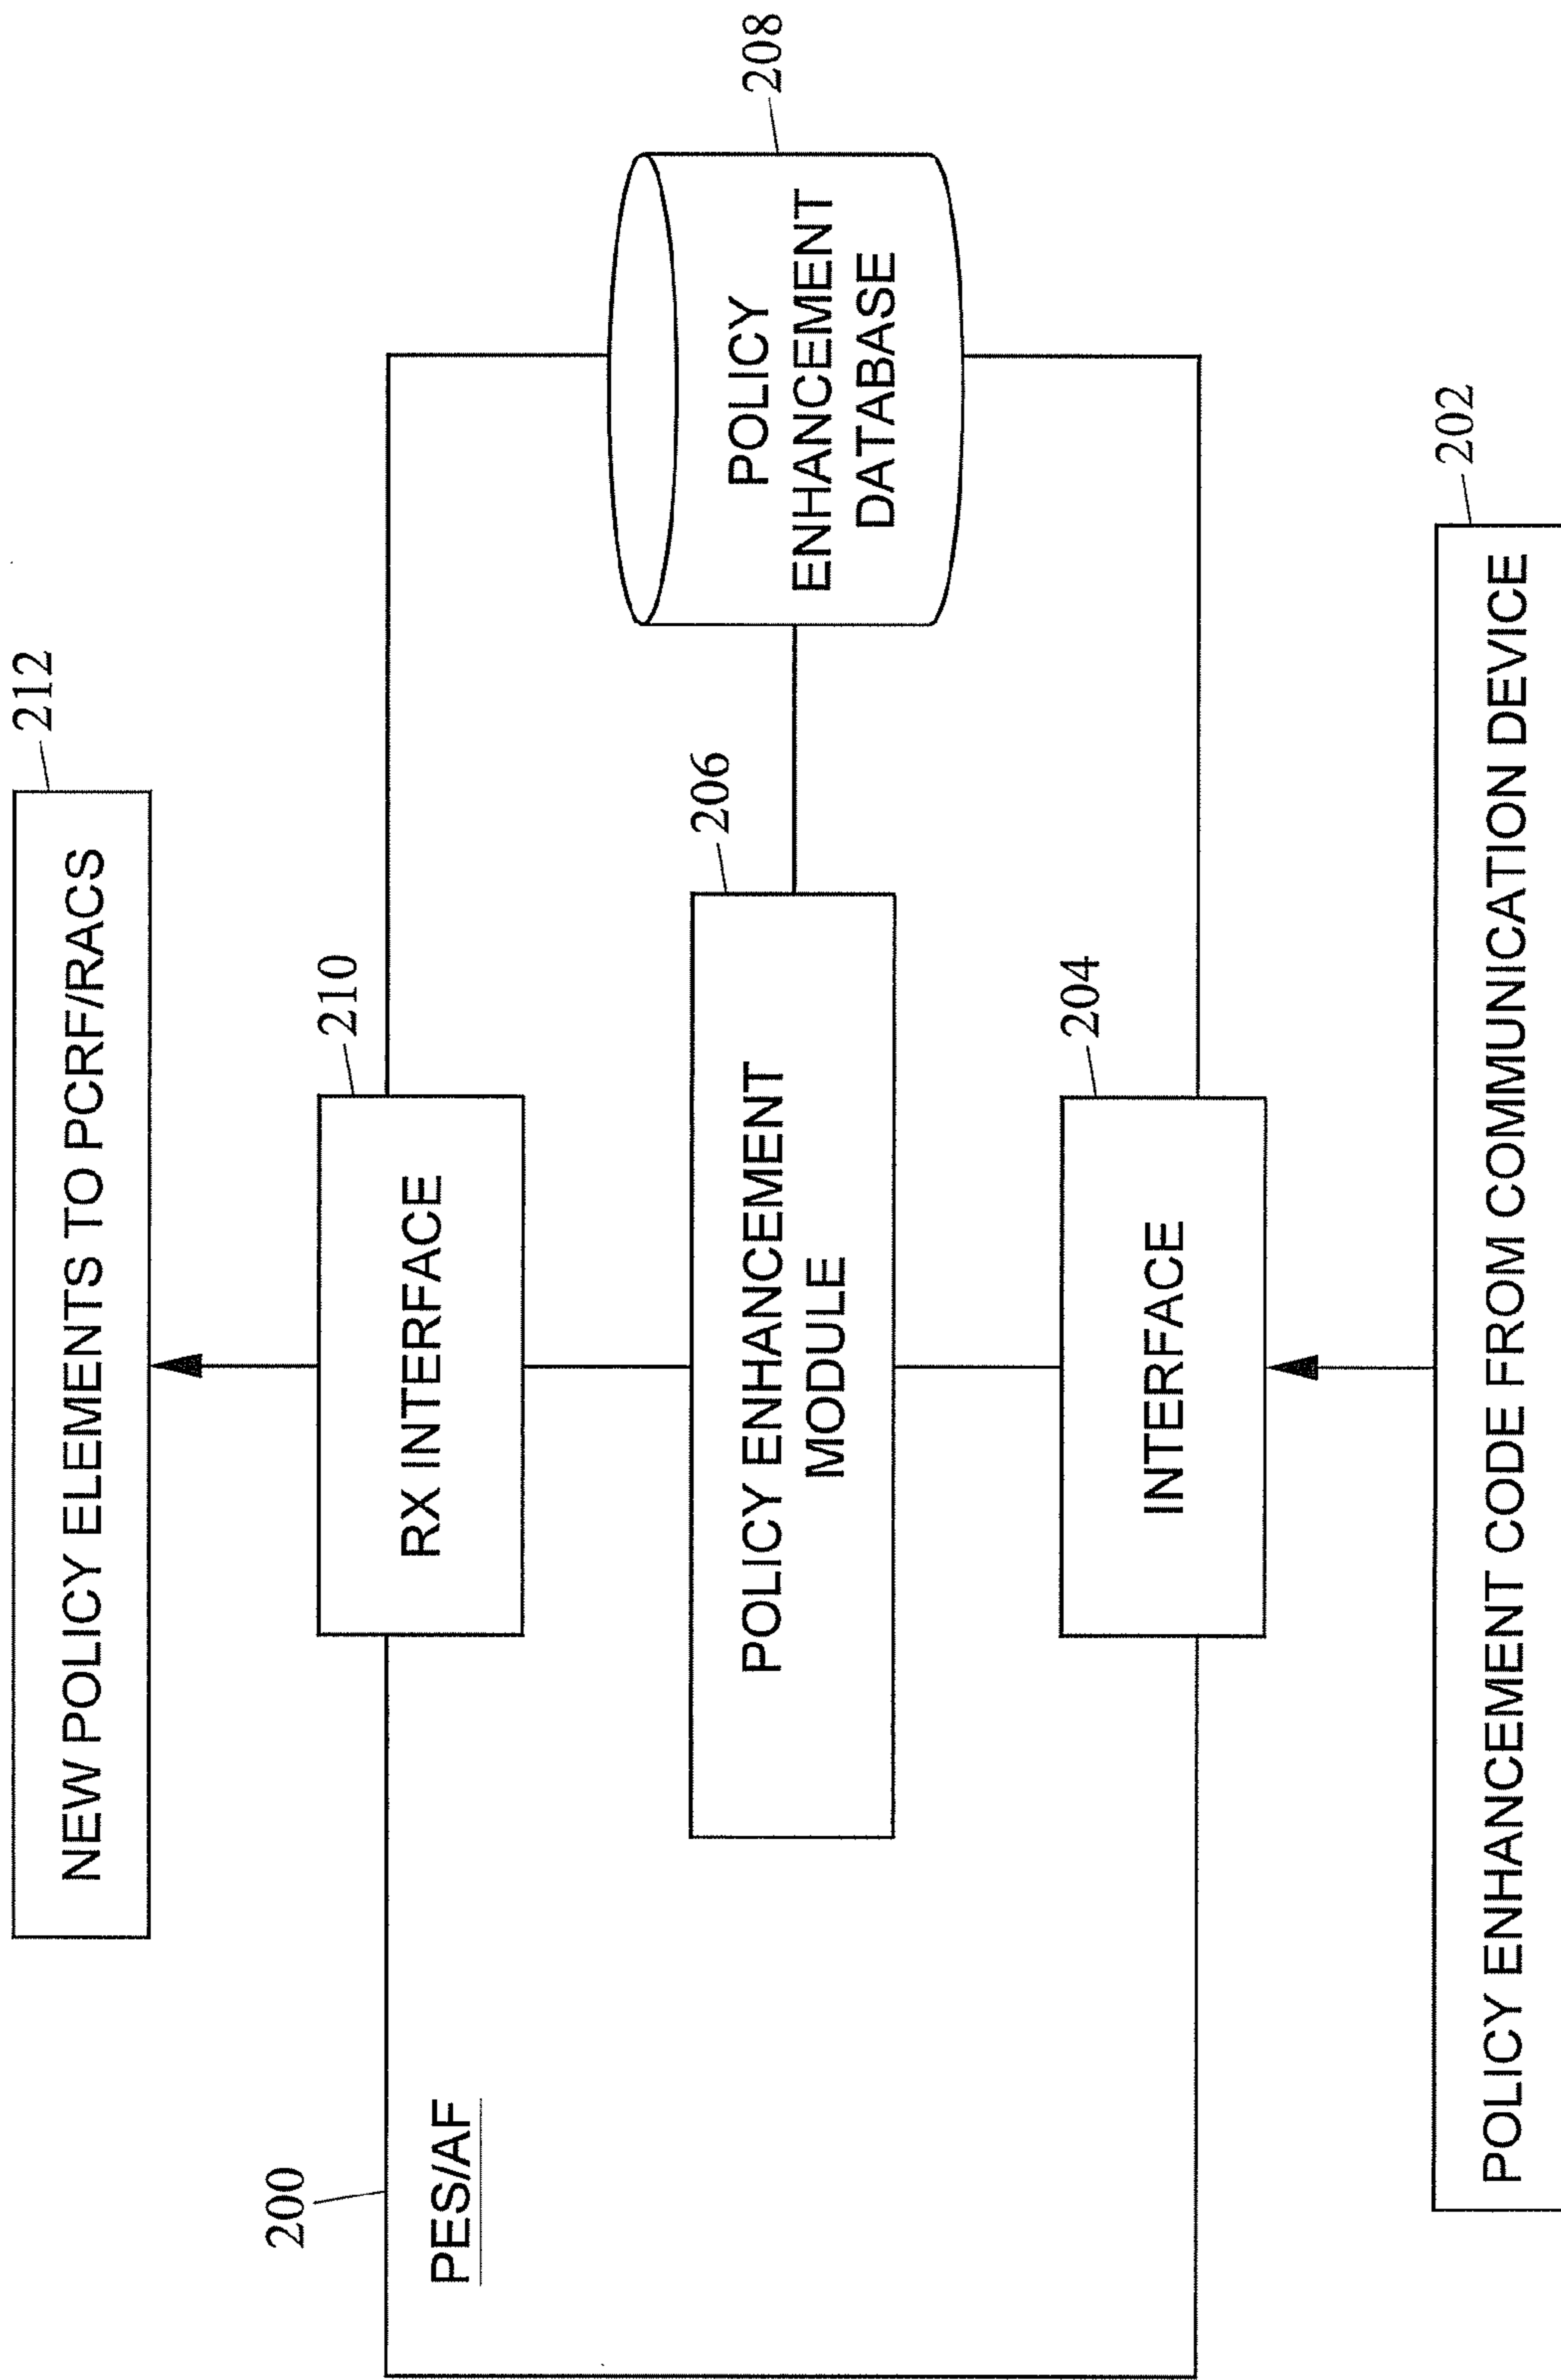 212
NEW POLICY ELEMENTS TO PCRF/RACS
200
PES/AF
210
RX INTERFACE
206
POLICY ENHANCEMENT
MODULE
208
POLICY
ENHANCEMENT
DATABASE
204
INTERFACE
202
POLICY ENHANCEMENT CODE FROM COMMUNICATION DEVICE